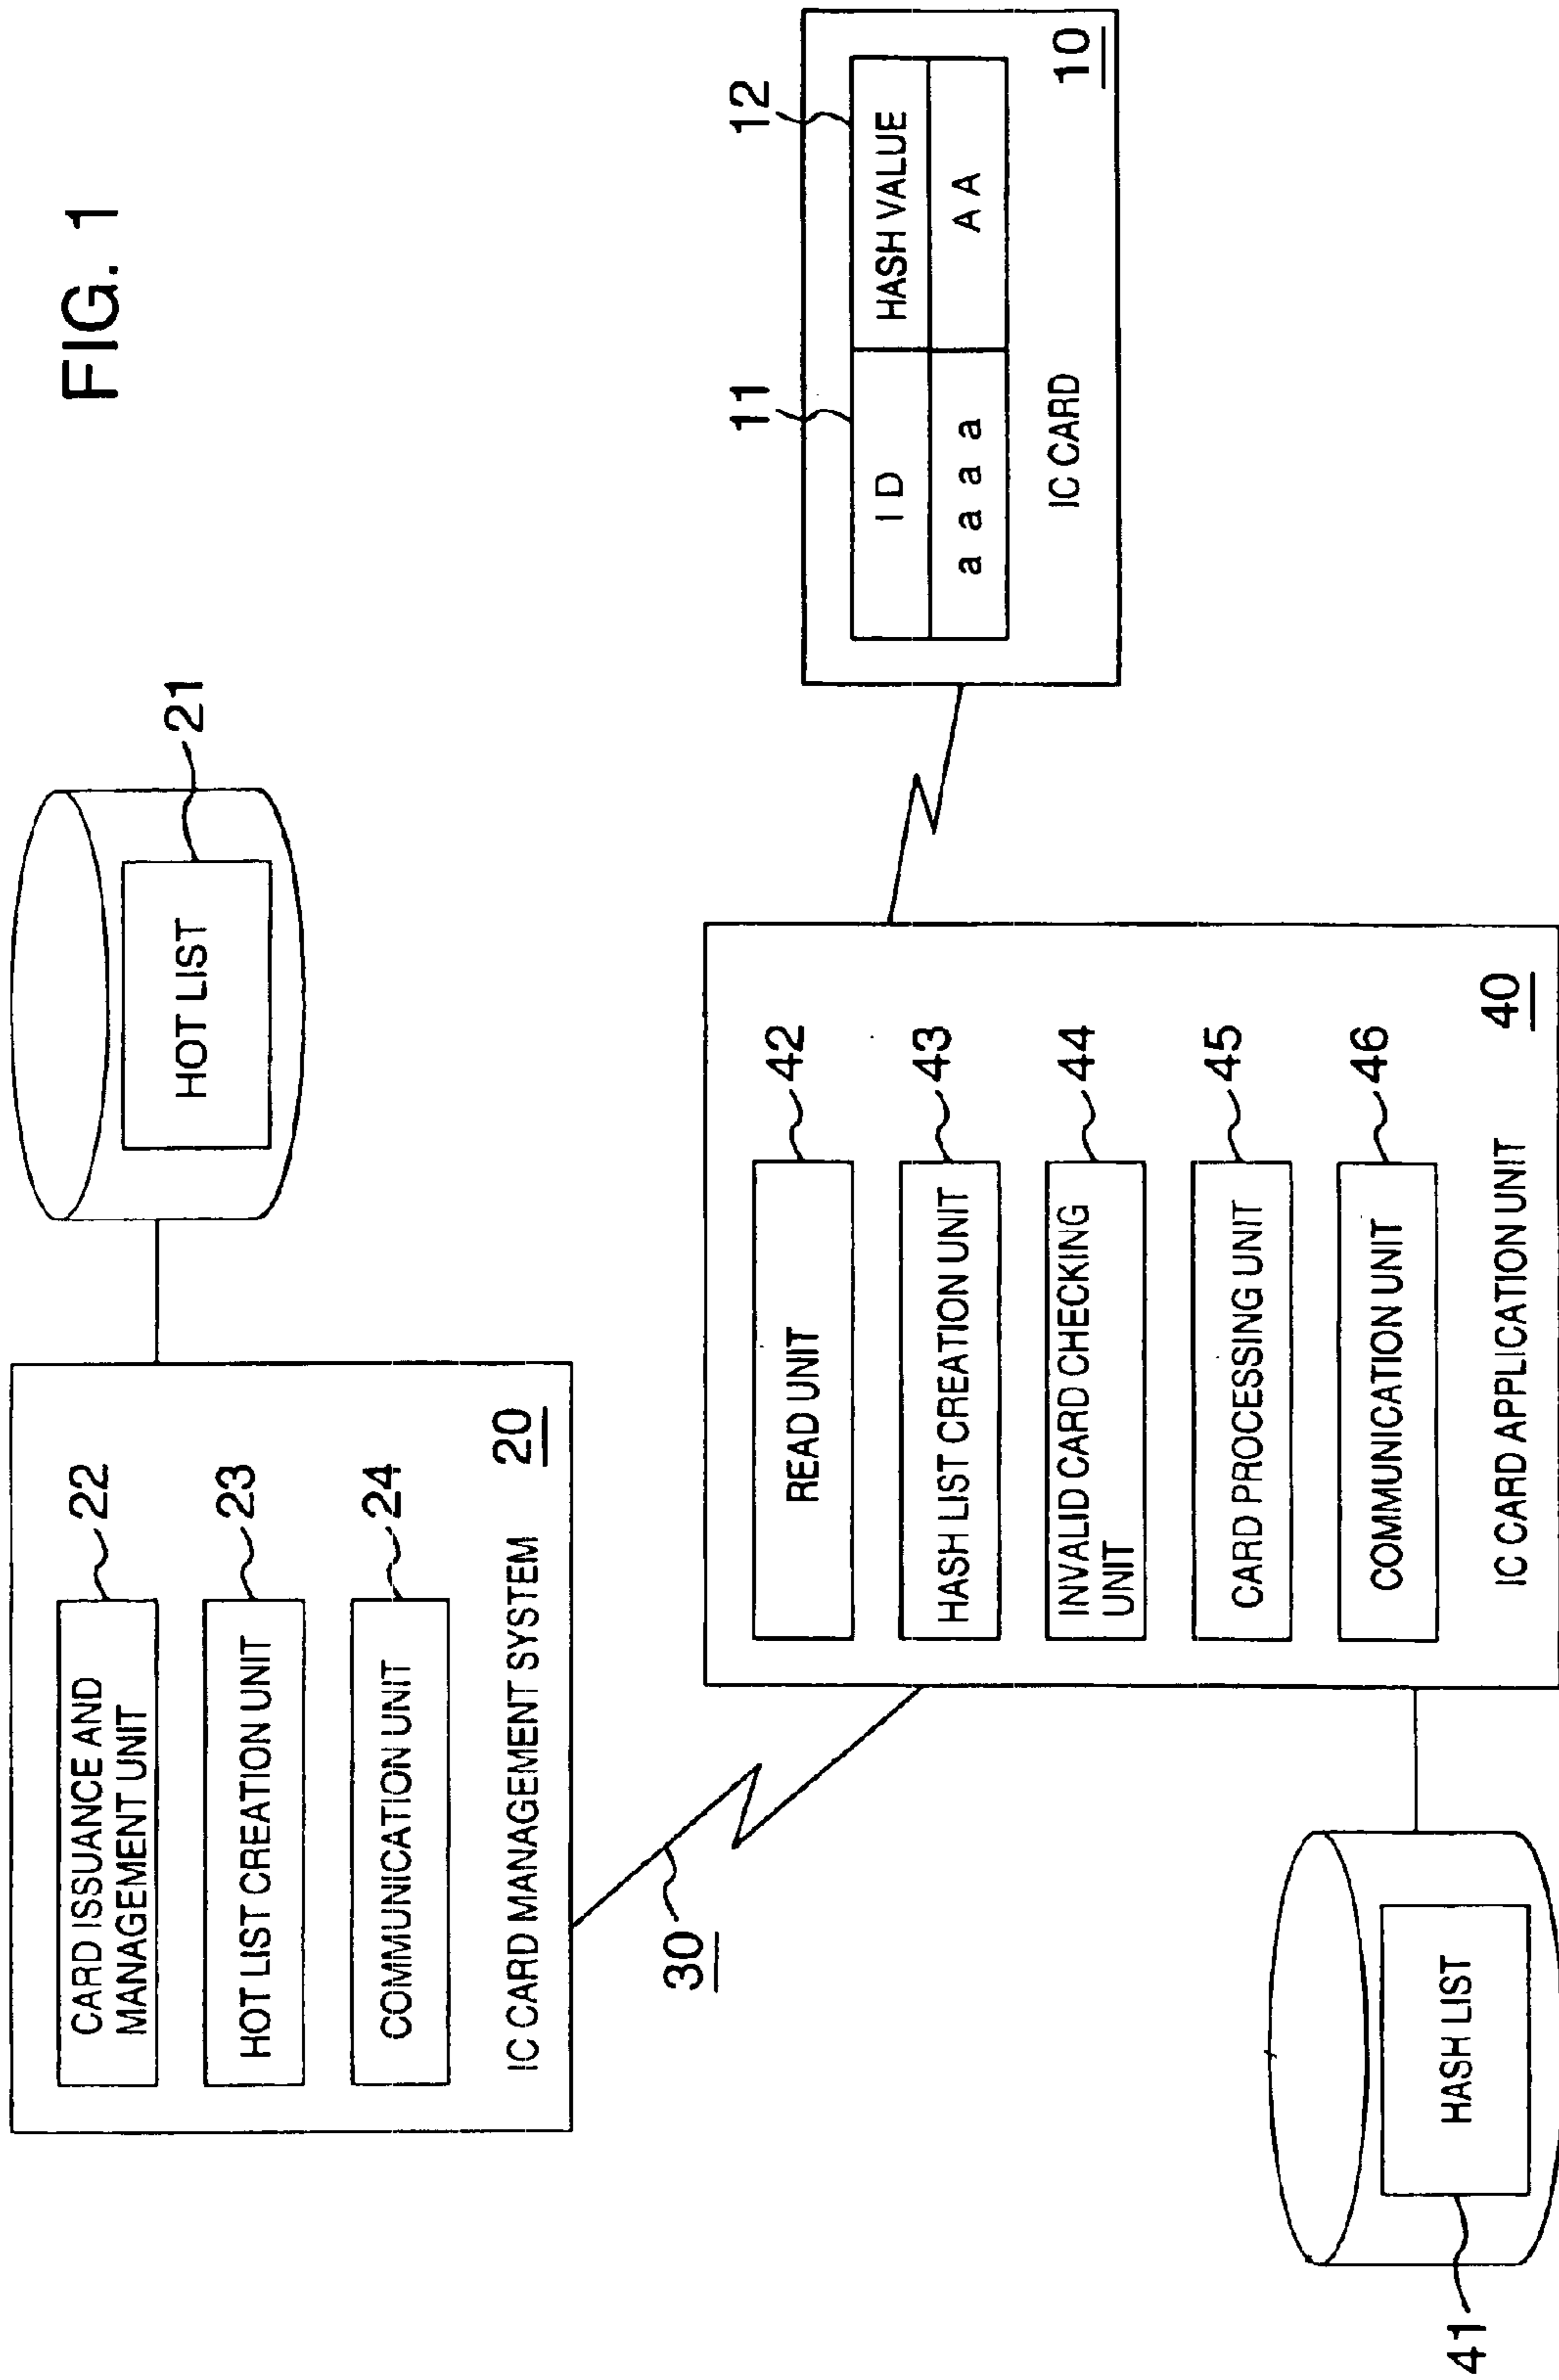 FIG. 1
CARD ISSUANCE AND
MANAGEMENT UNIT
22
HOT LIST CREATION UNIT
23
COMMUNICATION UNIT
24
IC CARD MANAGEMENT SYSTEM
20
HOT LIST
21
30
READ UNIT
42
HASH LIST CREATION UNIT
43
INVALID CARD CHECKING
UNIT
44
CARD PROCESSING UNIT
45
COMMUNICATION UNIT
46
IC CARD APPLICATION UNIT
40
11
12
ID
HASH VALUE
a a a a
A A
IC CARD
10
HASH LIST
41